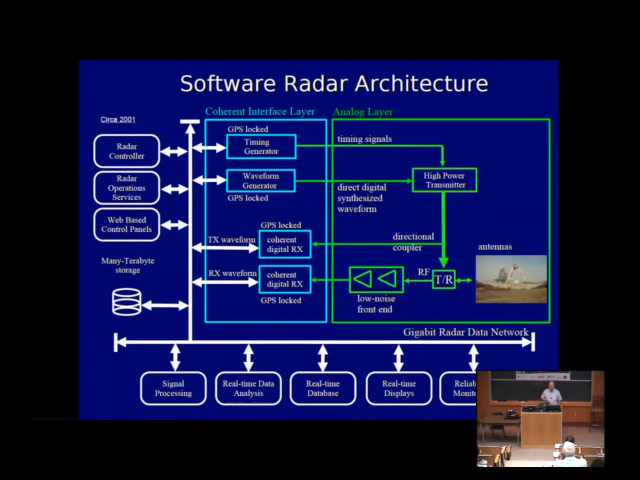 Software Radar Architecture
Coherent Interface Layer
Analog Layer
Circa 2001
GPS locked
Timing
Generator
timing signals
Radar
Controller
Waveform
Generator
GPS locked
High Power
Transmitter
direct digital
synthesized
waveform
Radar
Operations
Services
Web Based
Control Panels
GPS locked
TX waveform
coherent
digital RX
directional
coupler
antennas
Many-Terabyte
storage
RX waveform
coherent
digital RX
GPS locked
RF
T/R
low-noise
front end
Gigabit Radar Data Network
Signal
Processing
Real-time Data
Analysis
Real-time
Database
Real-time
Displays